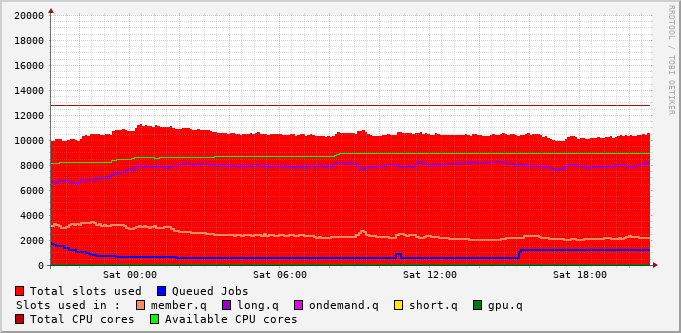 RRDTOOL / TOBI OETIKER
20000
18000
16000
14000
12000
10000
8000
6000
4000
2000
0
Sat 00:00 Sat 06:00 Sat 12:00 Sat 18:00
Total slots used Queued Jobs
Slots used in : member.q long.q ondemand.q short.q gpu.q
Total CPU cores Available CPU cores